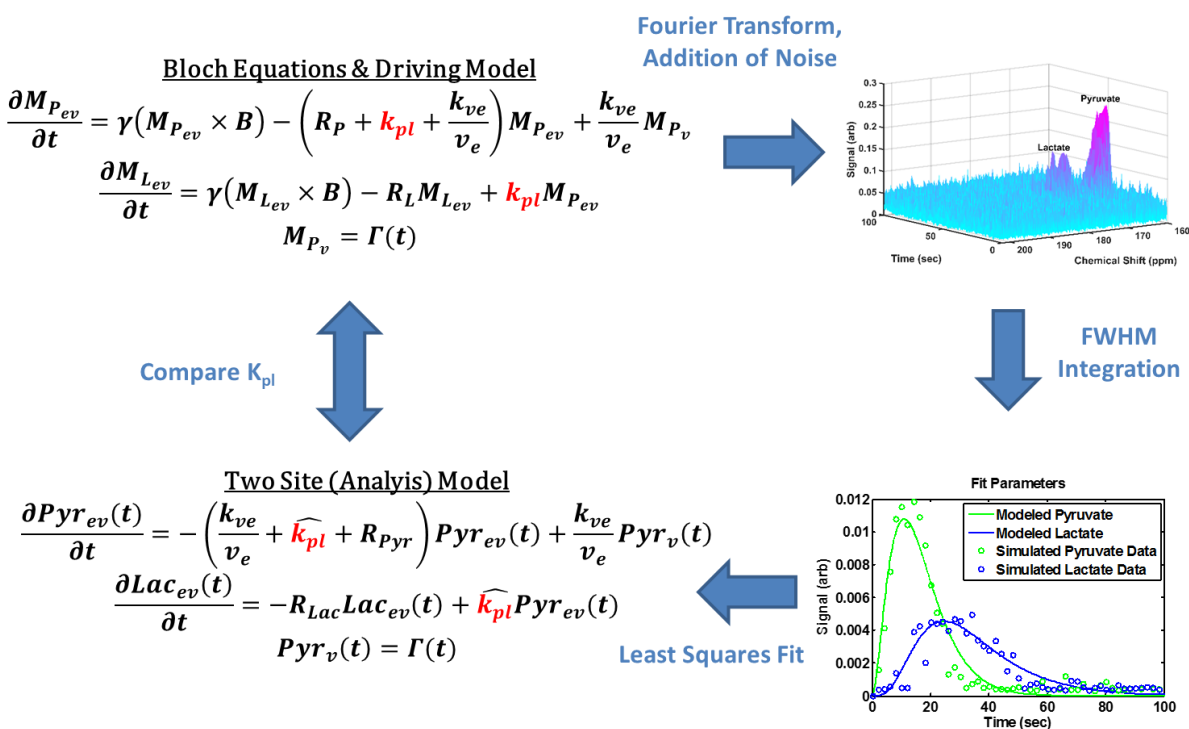 Fourier Transform,
Addition of Noise
Bloch Equations & Driving Model
∂M_{P_{ev}}/∂t = γ(M_{P_{ev}} × B) − (R_P + k_{pl} + k_{ve}/v_e) M_{P_{ev}} + k_{ve}/v_e M_{P_v}
∂M_{L_{ev}}/∂t = γ(M_{L_{ev}} × B) − R_L M_{L_{ev}} + k_{pl} M_{P_{ev}}
M_{P_v} = Γ(t)
0.3
0.25
0.2
0.15
0.1
0.05
0
Signal (arb)
Pyruvate
Lactate
100
50
0
Time (sec)
200
190
180
170
160
Chemical Shift (ppm)
Compare K_{pl}
FWHM
Integration
Two Site (Analyis) Model
∂Pyr_{ev}(t)/∂t = −(k_{ve}/v_e + \widehat{k_{pl}} + R_{Pyr}) Pyr_{ev}(t) + k_{ve}/v_e Pyr_v(t)
∂Lac_{ev}(t)/∂t = −R_{Lac} Lac_{ev}(t) + \widehat{k_{pl}} Pyr_{ev}(t)
Pyr_v(t) = Γ(t)
Least Squares Fit
Fit Parameters
0.012
0.01
0.008
0.006
0.004
0.002
0
Signal (arb)
Modeled Pyruvate
Modeled Lactate
Simulated Pyruvate Data
Simulated Lactate Data
0
20
40
60
80
100
Time (sec)